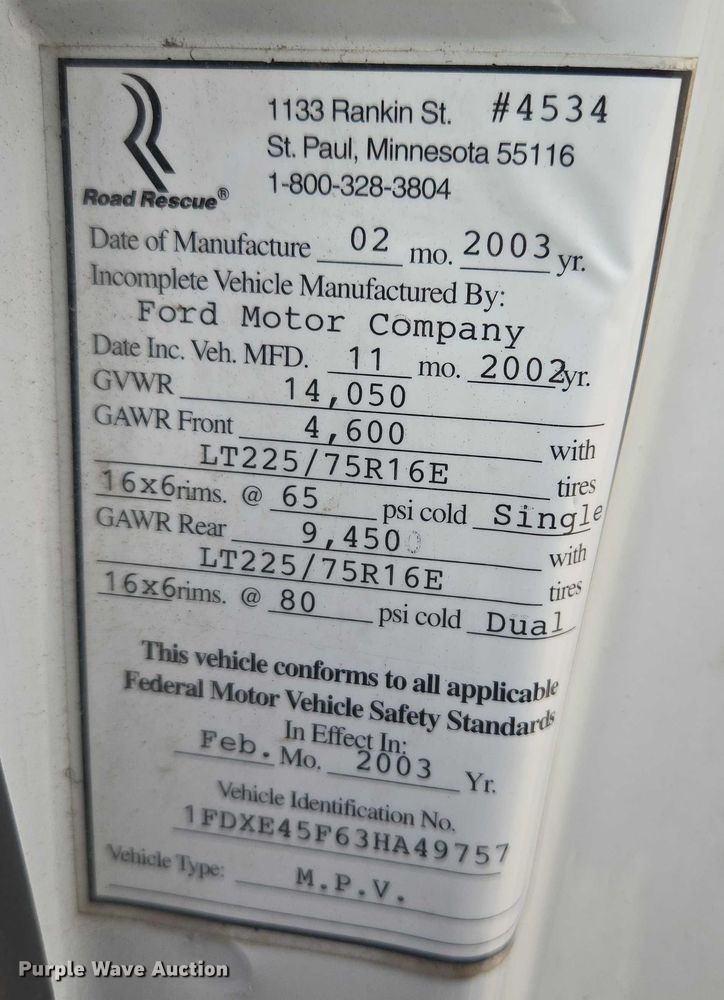 1133 Rankin St. #4534
St. Paul, Minnesota 55116
1-800-328-3804
Road Rescue®
Date of Manufacture 02 mo. 2003 yr.
Incomplete Vehicle Manufactured By:
Ford Motor Company
Date Inc. Veh. MFD. 11 mo. 2002 yr.
GVWR 14,050
GAWR Front 4,600 with
LT225/75R16E tires
16x6 rims. @ 65 psi cold Single
GAWR Rear 9,450 with
LT225/75R16E tires
16x6 rims. @ 80 psi cold Dual
This vehicle conforms to all applicable
Federal Motor Vehicle Safety Standards
In Effect In:
Feb. Mo. 2003 Yr.
Vehicle Identification No.
1FDXE45F63HA49757
Vehicle Type: M.P.V.
Purple Wave Auction